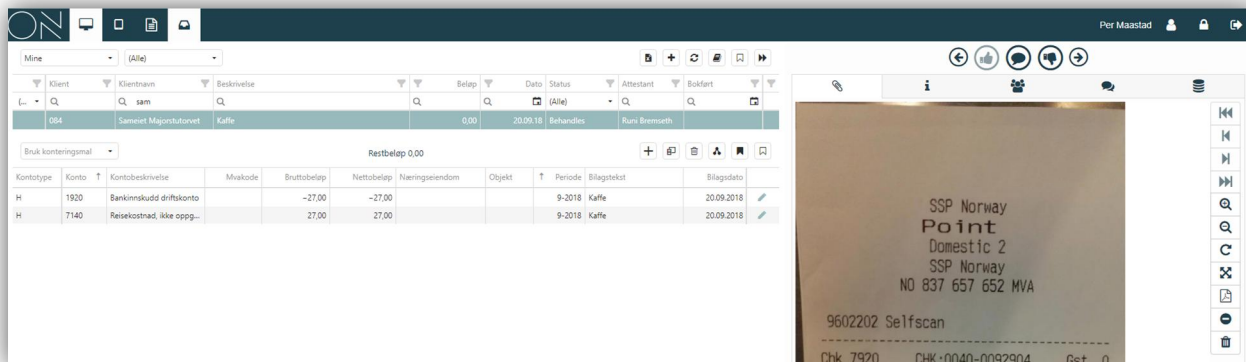 ON
Per Maastad
Mine (Alle)
Klient Klientnavn Beskrivelse Beløp Dato Status Attestant Bokført
(... sam (Alle)
084 Sameiet Majorstutorvet Kaffe 0,00 20.09.18 Behandles Runi Bremseth
Bruk konteringsmal Restbeløp 0,00
Kontotype Konto Kontobeskrivelse Mvakode Bruttobeløp Nettobeløp Næringseiendom Objekt Periode Bilagstekst Bilagsdato
H 1920 Bankinnskudd driftskonto -27,00 -27,00 9-2018 Kaffe 20.09.2018
H 7140 Reisekostnad, ikke oppg... 27,00 27,00 9-2018 Kaffe 20.09.2018
SSP Norway
Point
Domestic 2
SSP Norway
NO 837 657 652 MVA
9602202 Selfscan
Chk 7920 CHK:0040-0092904 Gst 0